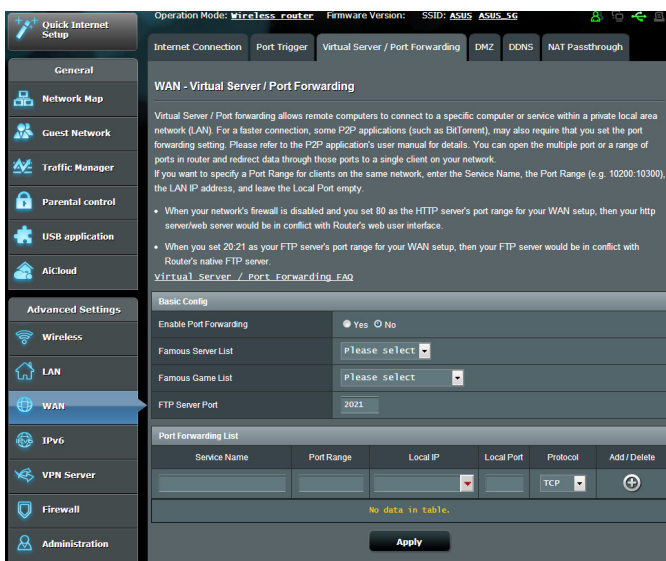 Quick Internet
Setup
General
Network Map
Guest Network
Traffic Manager
Parental control
USB application
AiCloud
Advanced Settings
Wireless
LAN
WAN
IPv6
VPN Server
Firewall
Administration
Operation Mode: Wireless router Firmware Version: SSID: ASUS ASUS_5G
Internet Connection Port Trigger Virtual Server / Port Forwarding DMZ DDNS NAT Passthrough
WAN - Virtual Server / Port Forwarding
Virtual Server / Port forwarding allows remote computers to connect to a specific computer or service within a private local area
network (LAN). For a faster connection, some P2P applications (such as BitTorrent), may also require that you set the port
forwarding setting. Please refer to the P2P application's user manual for details. You can open the multiple port or a range of
ports in router and redirect data through those ports to a single client on your network.
If you want to specify a Port Range for clients on the same network, enter the Service Name, the Port Range (e.g. 10200:10300),
the LAN IP address, and leave the Local Port empty.
• When your network's firewall is disabled and you set 80 as the HTTP server's port range for your WAN setup, then your http
server/web server would be in conflict with Router's web user interface.
• When you set 20:21 as your FTP server's port range for your WAN setup, then your FTP server would be in conflict with
Router's native FTP server.
Virtual Server / Port Forwarding FAQ
Basic Config
Enable Port Forwarding Yes No
Famous Server List Please select
Famous Game List Please select
FTP Server Port 2021
Port Forwarding List
Service Name Port Range Local IP Local Port Protocol Add / Delete
TCP
No data in table.
Apply